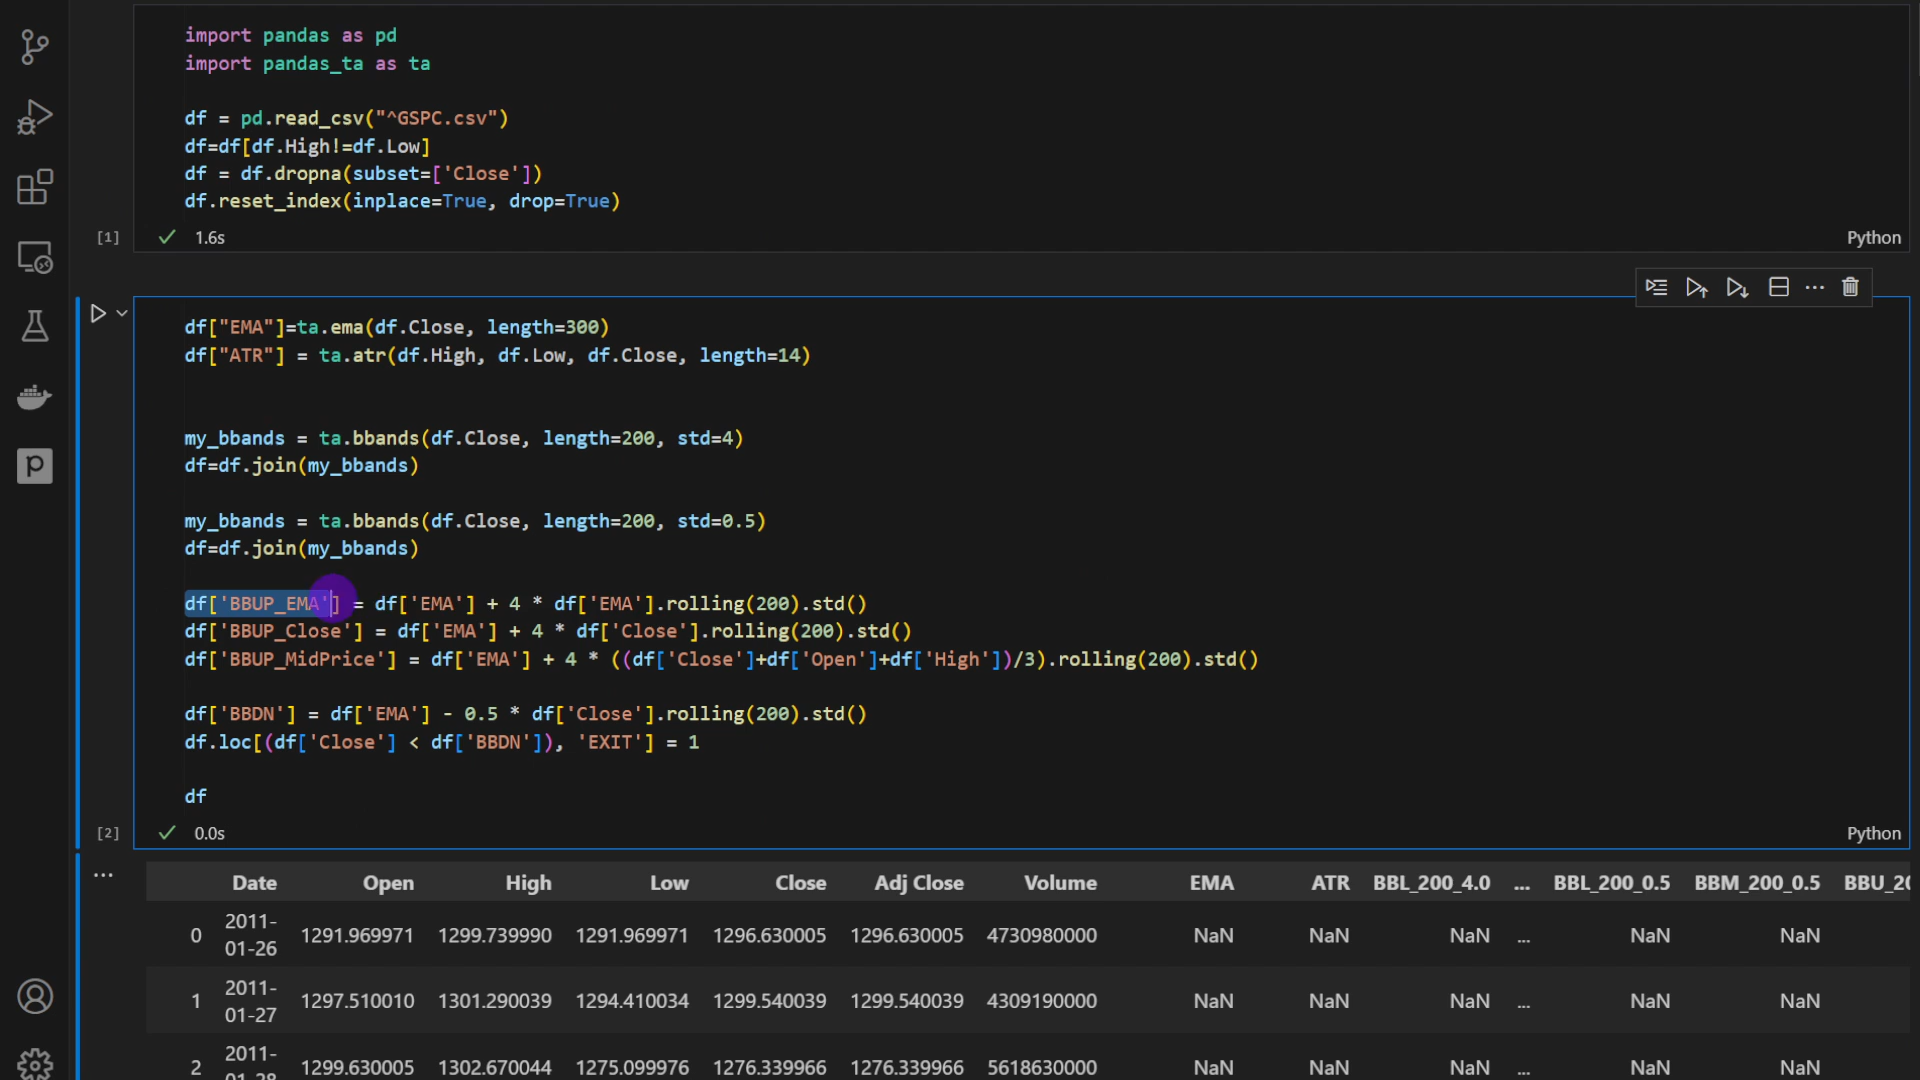 import pandas as pd
import pandas_ta as ta
df = pd.read_csv("^GSPC.csv")
df=df[df.High!=df.Low]
df = df.dropna(subset=['Close'])
df.reset_index(inplace=True, drop=True)
[1] 1.6s Python
df["EMA"]=ta.ema(df.Close, length=300)
df["ATR"] = ta.atr(df.High, df.Low, df.Close, length=14)
my_bbands = ta.bbands(df.Close, length=200, std=4)
df=df.join(my_bbands)
my_bbands = ta.bbands(df.Close, length=200, std=0.5)
df=df.join(my_bbands)
df['BBUP_EMA'] = df['EMA'] + 4 * df['EMA'].rolling(200).std()
df['BBUP_Close'] = df['EMA'] + 4 * df['Close'].rolling(200).std()
df['BBUP_MidPrice'] = df['EMA'] + 4 * ((df['Close']+df['Open']+df['High'])/3).rolling(200).std()
df['BBDN'] = df['EMA'] - 0.5 * df['Close'].rolling(200).std()
df.loc[(df['Close'] < df['BBDN']), 'EXIT'] = 1
df
[2] 0.0s Python
... Date Open High Low Close Adj Close Volume EMA ATR BBL_200_4.0 ... BBL_200_0.5 BBM_200_0.5
0 2011-01-26 1291.969971 1299.739990 1291.969971 1296.630005 1296.630005 4730980000 NaN NaN NaN ... NaN NaN
1 2011-01-27 1297.510010 1301.290039 1294.410034 1299.540039 1299.540039 4309190000 NaN NaN NaN ... NaN NaN
2 2011-01-28 1299.630005 1302.670044 1275.099976 1276.339966 1276.339966 5618630000 NaN NaN NaN ... NaN NaN